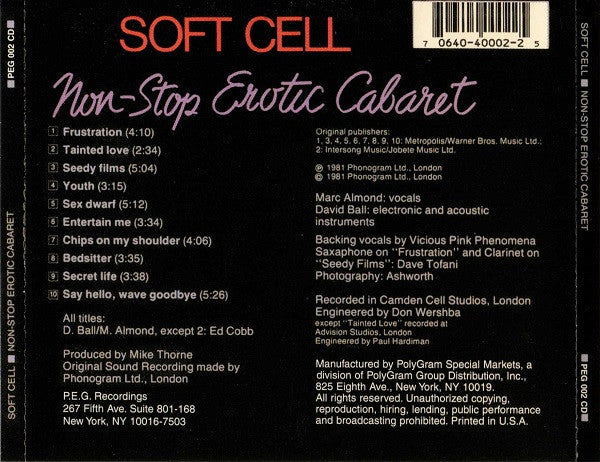 SOFT CELL
7 0640-40002-2 5
Non-Stop Erotic Cabaret
1 Frustration (4:10)
2 Tainted love (2:34)
3 Seedy films (5:04)
4 Youth (3:15)
5 Sex dwarf (5:12)
6 Entertain me (3:34)
7 Chips on my shoulder (4:06)
8 Bedsitter (3:35)
9 Secret life (3:38)
10 Say hello, wave goodbye (5:26)
All titles:
D. Ball/M. Almond, except 2: Ed Cobb
Produced by Mike Thorne
Original Sound Recording made by
Phonogram Ltd., London
P.E.G. Recordings
267 Fifth Ave. Suite 801-168
New York, NY 10016-7503
Original publishers:
1, 3, 4, 5, 6, 7, 8, 9, 10: Metropolis/Warner Bros. Music Ltd.;
2: Intersong Music/Jobete Music Ltd.
℗ 1981 Phonogram Ltd., London
© 1981 Phonogram Ltd., London
Marc Almond: vocals
David Ball: electronic and acoustic
instruments
Backing vocals by Vicious Pink Phenomena
Saxaphone on "Frustration" and Clarinet on
"Seedy Films": Dave Tofani
Photography: Ashworth
Recorded in Camden Cell Studios, London
Engineered by Don Wershba
except "Tainted Love" recorded at
Advision Studios, London
Engineered by Paul Hardiman
Manufactured by PolyGram Special Markets, a
division of PolyGram Group Distribution, Inc.,
825 Eighth Ave., New York, NY 10019.
All rights reserved. Unauthorized copying,
reproduction, hiring, lending, public performance
and broadcasting prohibited. Printed in U.S.A.
SOFT CELL ■ NON-STOP EROTIC CABARET
PEG 002 CD
SOFT CELL ■ NON-STOP EROTIC CABARET
PEG 002 CD